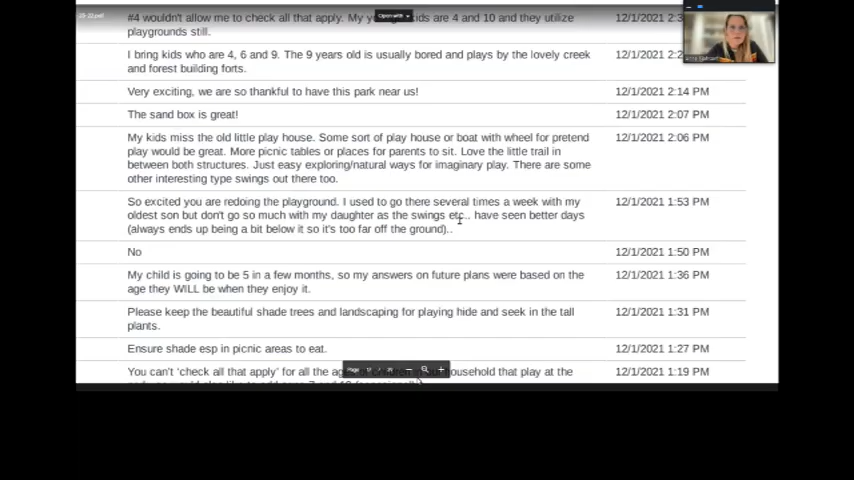 25-22.pdf
Open with
#4 wouldn't allow me to check all that apply. My kids are 4 and 10 and they utilize
playgrounds still.
12/1/2021
I bring kids who are 4, 6 and 9. The 9 years old is usually bored and plays by the lovely creek
and forest building forts.
12/1/2021
Very exciting, we are so thankful to have this park near us!
12/1/2021 2:14 PM
The sand box is great!
12/1/2021 2:07 PM
My kids miss the old little play house. Some sort of play house or boat with wheel for pretend
play would be great. More picnic tables or places for parents to sit. Love the little trail in
between both structures. Just easy exploring/natural ways for imaginary play. There are some
other interesting type swings out there too.
12/1/2021 2:06 PM
So excited you are redoing the playground. I used to go there several times a week with my
oldest son but don't go so much with my daughter as the swings etc.. have seen better days
(always ends up being a bit below it so it's too far off the ground)..
12/1/2021 1:53 PM
No
12/1/2021 1:50 PM
My child is going to be 5 in a few months, so my answers on future plans were based on the
age they WILL be when they enjoy it.
12/1/2021 1:36 PM
Please keep the beautiful shade trees and landscaping for playing hide and seek in the tall
plants.
12/1/2021 1:31 PM
Ensure shade esp in picnic areas to eat.
12/1/2021 1:27 PM
You can't 'check all that apply' for all the household that play at the
12/1/2021 1:19 PM
Page